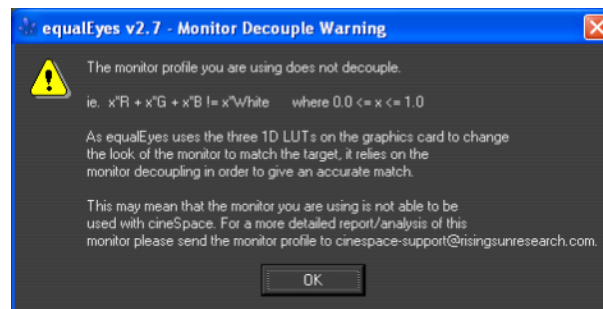 equalEyes v2.7 - Monitor Decouple Warning
The monitor profile you are using does not decouple.
ie. x"R + x"G + x"B != x"White where 0.0 <= x <= 1.0
As equalEyes uses the three 1D LUTs on the graphics card to change
the look of the monitor to match the target, it relies on the
monitor decoupling in order to give an accurate match.
This may mean that the monitor you are using is not able to be
used with cineSpace. For a more detailed report/analysis of this
monitor please send the monitor profile to cinespace-support@risingsunresearch.com.
OK